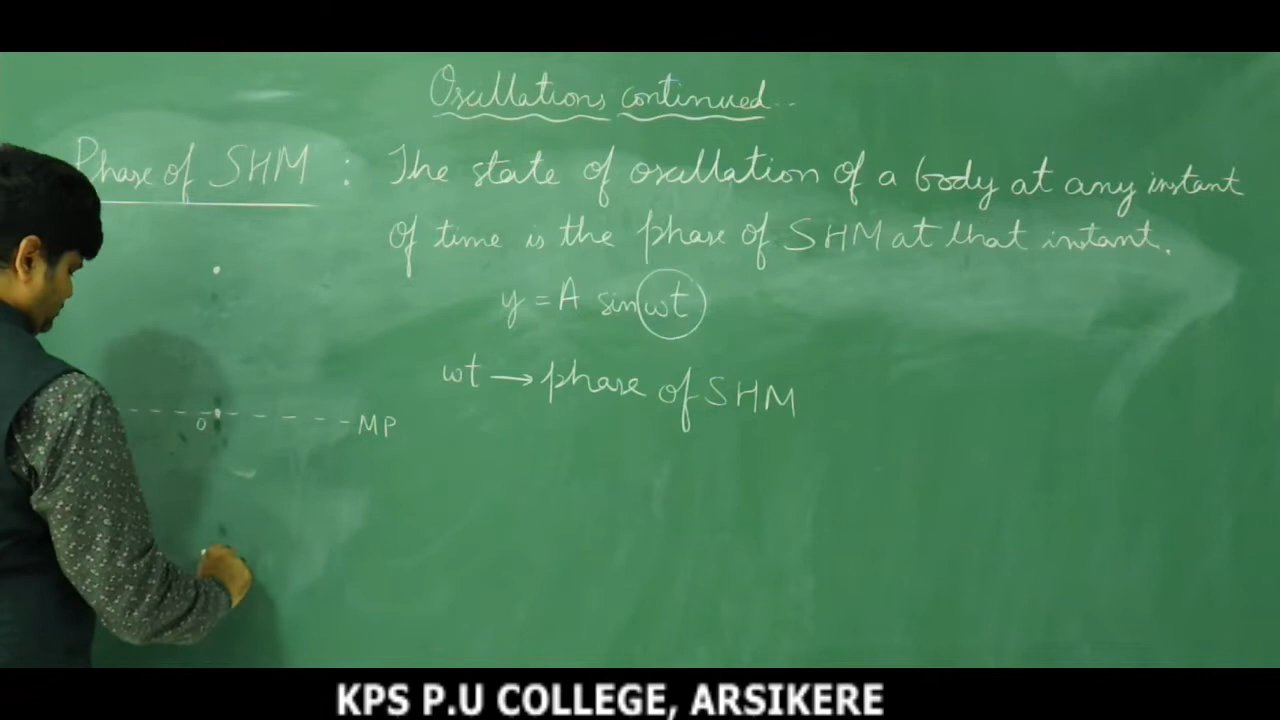 Oscillations continued..
Phase of SHM : The state of oscillation of a body at any instant
of time is the phase of SHM at that instant.
y = A sin ωt
ωt → phase of SHM
O MP
KPS P.U COLLEGE, ARSIKERE